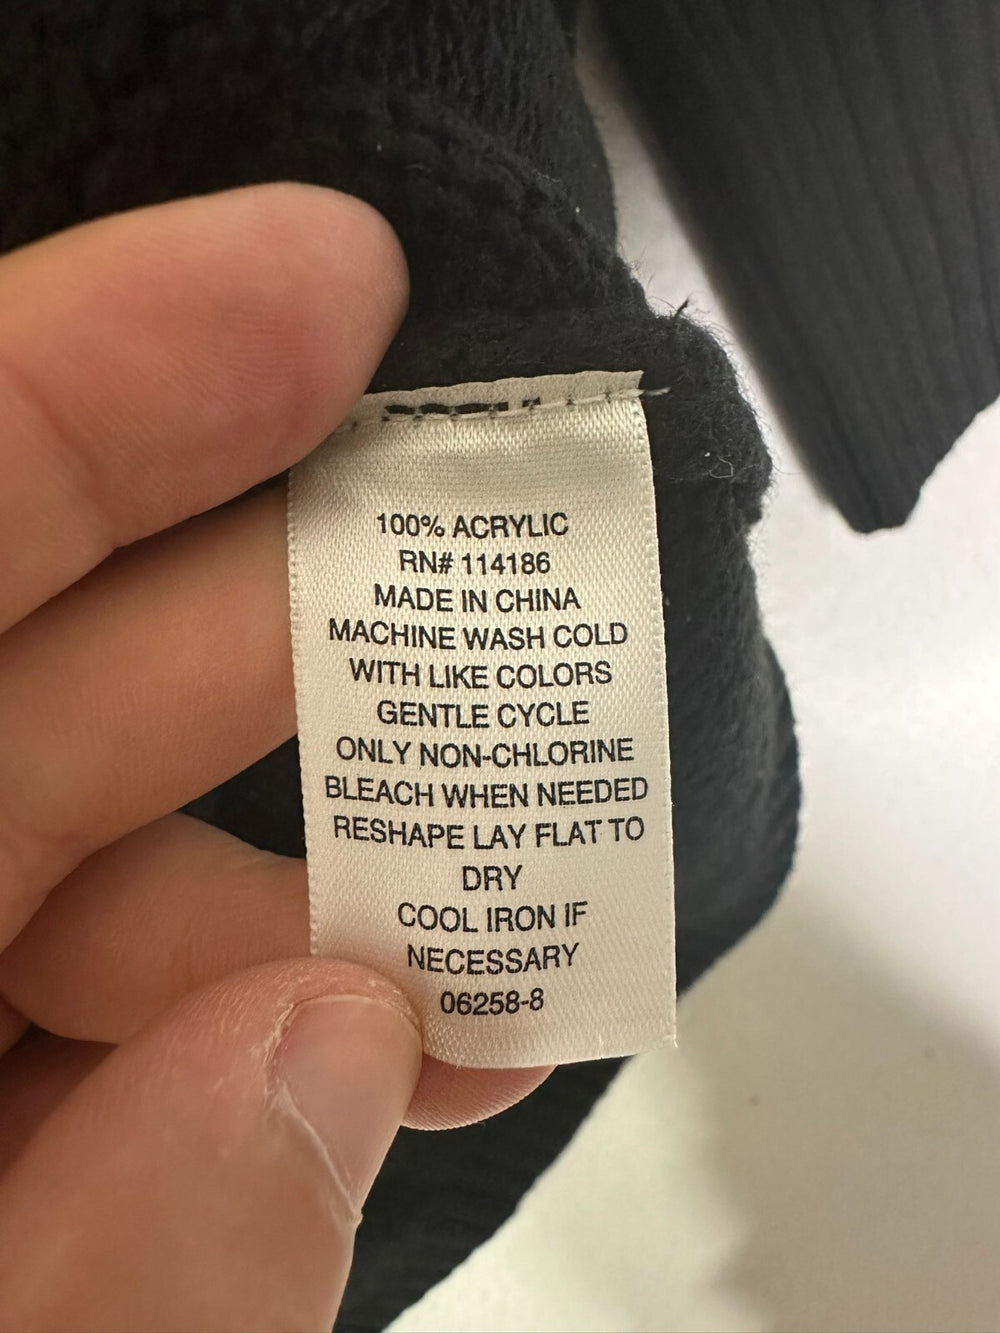 100% ACRYLIC
RN# 114186
MADE IN CHINA
MACHINE WASH COLD
WITH LIKE COLORS
GENTLE CYCLE
ONLY NON-CHLORINE
BLEACH WHEN NEEDED
RESHAPE LAY FLAT TO
DRY
COOL IRON IF
NECESSARY
06258-8